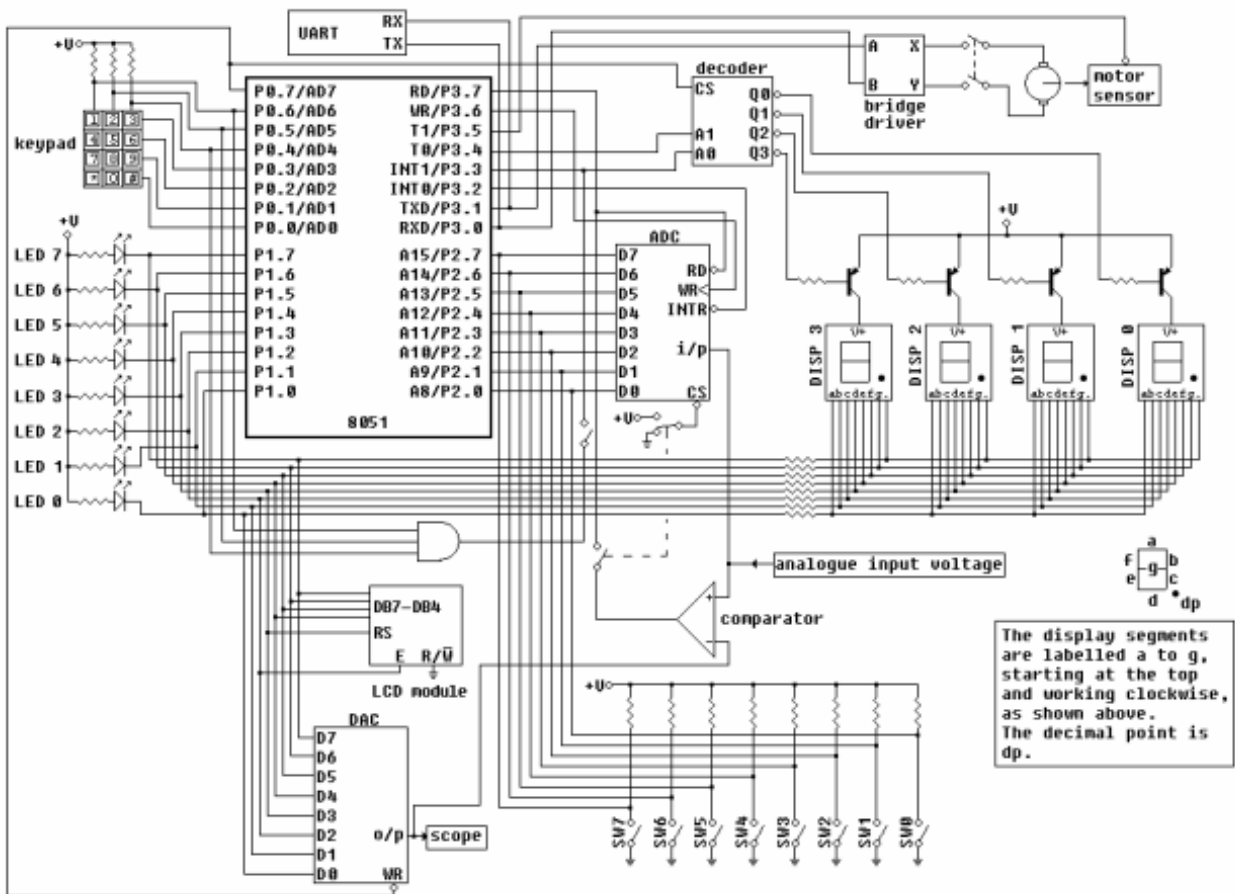 UART
RX
TX
+V
keypad
1 2 3
4 5 6
7 8 9
* 0 #
P0.7/AD7
P0.6/AD6
P0.5/AD5
P0.4/AD4
P0.3/AD3
P0.2/AD2
P0.1/AD1
P0.0/AD0
P1.7
P1.6
P1.5
P1.4
P1.3
P1.2
P1.1
P1.0
RD/P3.7
WR/P3.6
T1/P3.5
T0/P3.4
INT1/P3.3
INT0/P3.2
TXD/P3.1
RXD/P3.0
A15/P2.7
A14/P2.6
A13/P2.5
A12/P2.4
A11/P2.3
A10/P2.2
A9/P2.1
A8/P2.0
8051
decoder
CS
A1
A0
Q0
Q1
Q2
Q3
A X
B Y
bridge
driver
motor
sensor
+V
LED 7
LED 6
LED 5
LED 4
LED 3
LED 2
LED 1
LED 0
ADC
D7
D6
D5
D4
D3
D2
D1
D0
RD
WR
INTR
i/p
CS
+V
+V
DISP 3
V+
abcdefg.
DISP 2
V+
abcdefg.
DISP 1
V+
abcdefg.
DISP 0
V+
abcdefg.
analogue input voltage
comparator
a
f b
g
e c
d dp
The display segments
are labelled a to g,
starting at the top
and working clockwise,
as shown above.
The decimal point is
dp.
DB7-DB4
RS
E R/W̅
LCD module
DAC
D7
D6
D5
D4
D3
D2
D1
D0
o/p
WR
scope
+V
SW7
SW6
SW5
SW4
SW3
SW2
SW1
SW0